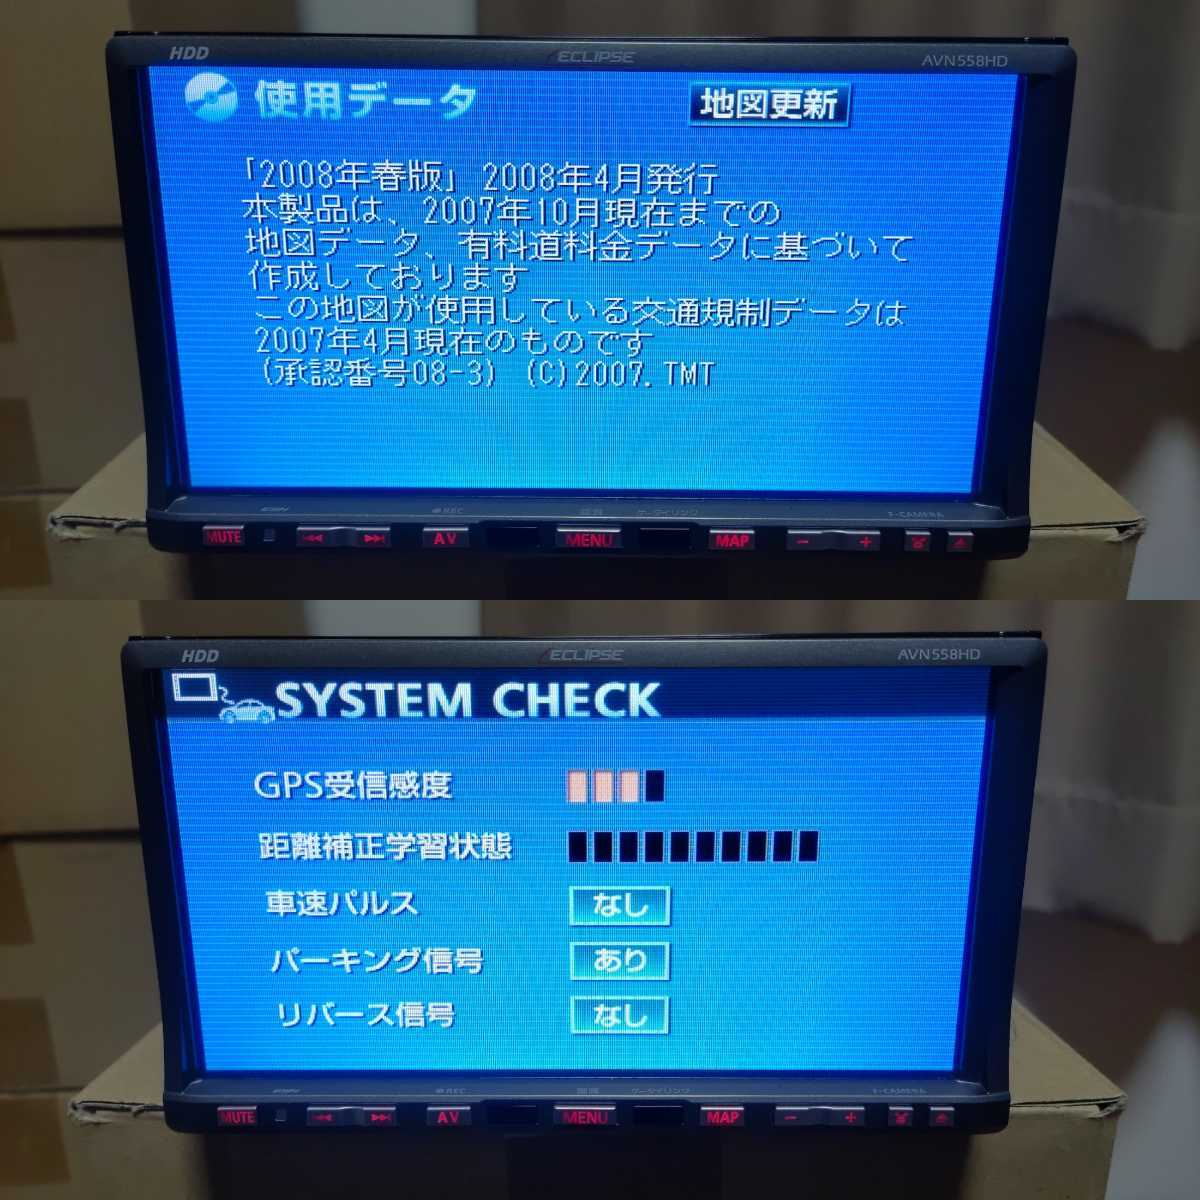 HDD
ECLIPSE
AVN558HD
使用データ
地図更新
「2008年春版」 2008年4月発行
本製品は、2007年10月現在までの
地図データ、有料道路料金データに基づいて
作成しております
この地図が使用している交通規制データは
2007年4月現在のものです
(承認番号08-3) (C)2007.TMT
REC
F-CAMERA
MUTE
AV
MENU
MAP
−
+
HDD
ECLIPSE
AVN558HD
SYSTEM CHECK
GPS受信感度
距離補正学習状態
車速パルス
なし
パーキング信号
あり
リバース信号
なし
REC
F-CAMERA
MUTE
AV
MENU
MAP
−
+